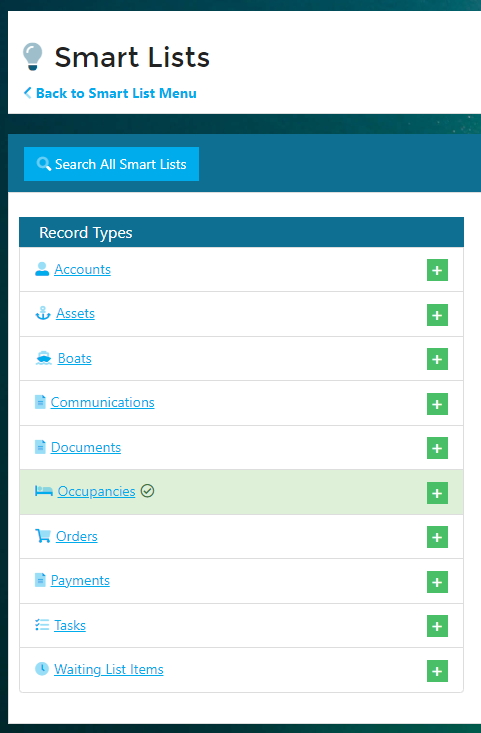 Smart Lists
Back to Smart List Menu
Search All Smart Lists
Record Types
Accounts
Assets
Boats
Communications
Documents
Occupancies
Orders
Payments
Tasks
Waiting List Items